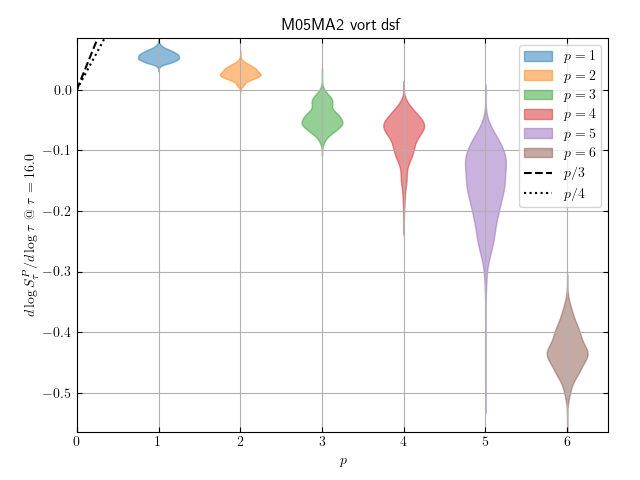 M05MA2 vort dsf
d log S_τ^P / d log τ @ τ = 16.0
0.0
−0.1
−0.2
−0.3
−0.4
−0.5
0 1 2 3 4 5 6
p
p = 1
p = 2
p = 3
p = 4
p = 5
p = 6
p/3
p/4